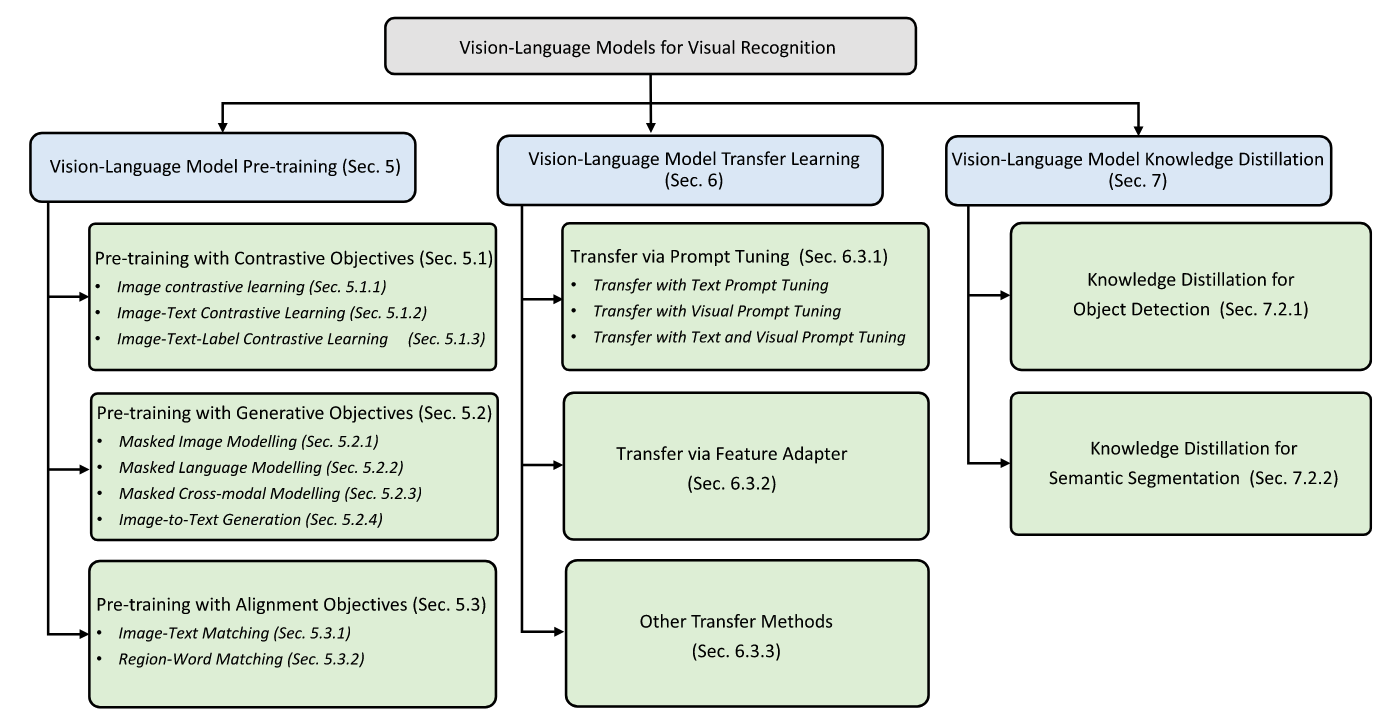 Vision-Language Models for Visual Recognition
Vision-Language Model Pre-training (Sec. 5)
Pre-training with Contrastive Objectives (Sec. 5.1)
• Image contrastive learning (Sec. 5.1.1)
• Image-Text Contrastive Learning (Sec. 5.1.2)
• Image-Text-Label Contrastive Learning (Sec. 5.1.3)
Pre-training with Generative Objectives (Sec. 5.2)
• Masked Image Modelling (Sec. 5.2.1)
• Masked Language Modelling (Sec. 5.2.2)
• Masked Cross-modal Modelling (Sec. 5.2.3)
• Image-to-Text Generation (Sec. 5.2.4)
Pre-training with Alignment Objectives (Sec. 5.3)
• Image-Text Matching (Sec. 5.3.1)
• Region-Word Matching (Sec. 5.3.2)
Vision-Language Model Transfer Learning
(Sec. 6)
Transfer via Prompt Tuning (Sec. 6.3.1)
• Transfer with Text Prompt Tuning
• Transfer with Visual Prompt Tuning
• Transfer with Text and Visual Prompt Tuning
Transfer via Feature Adapter
(Sec. 6.3.2)
Other Transfer Methods
(Sec. 6.3.3)
Vision-Language Model Knowledge Distillation
(Sec. 7)
Knowledge Distillation for
Object Detection (Sec. 7.2.1)
Knowledge Distillation for
Semantic Segmentation (Sec. 7.2.2)